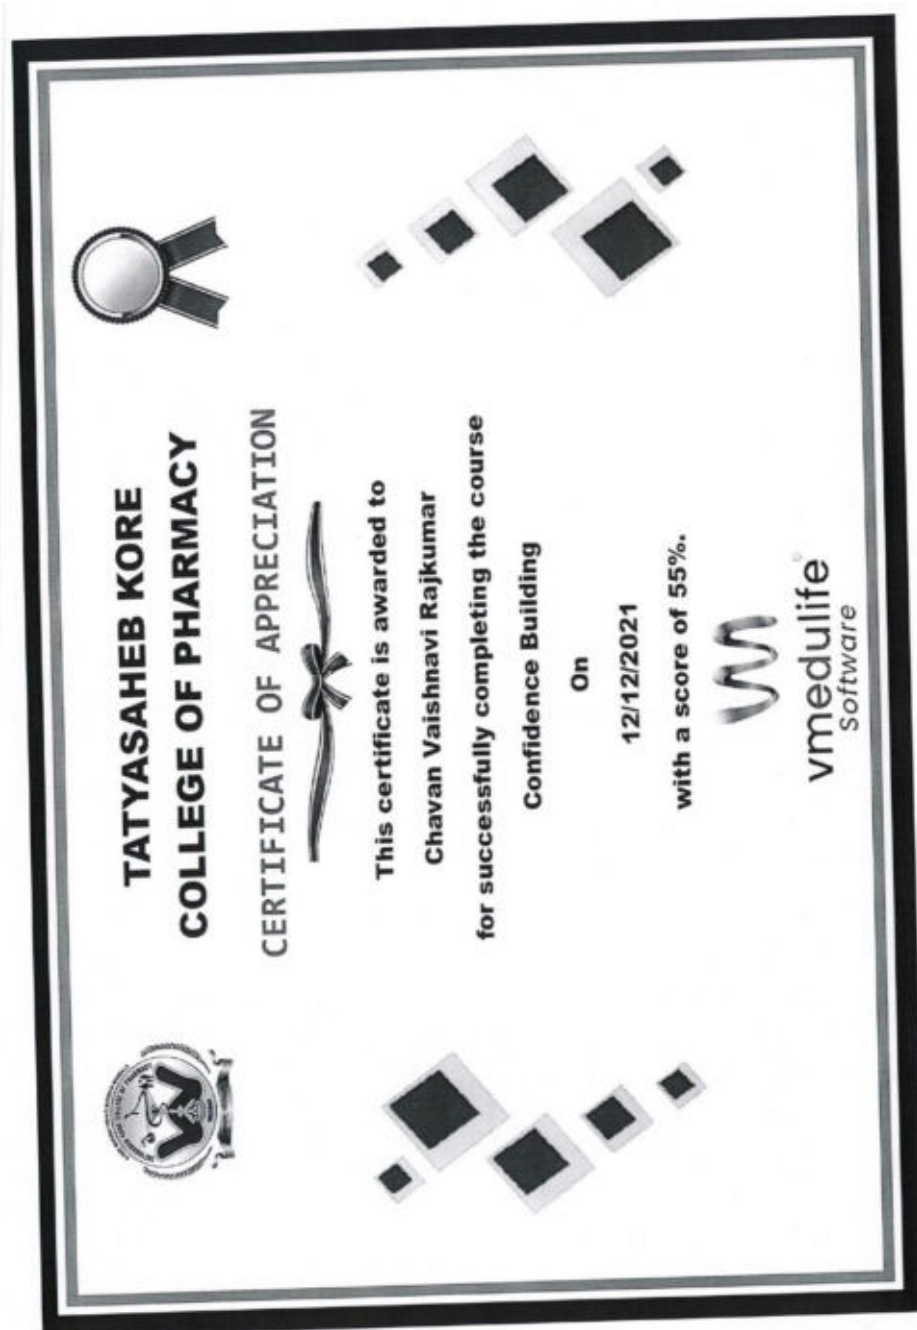 TATYASAHEB KORE
COLLEGE OF PHARMACY
CERTIFICATE OF APPRECIATION
This certificate is awarded to
Chavan Vaishnavi Rajkumar
for successfully completing the course
Confidence Building
On
12/12/2021
with a score of 55%.
vmedulife
Software